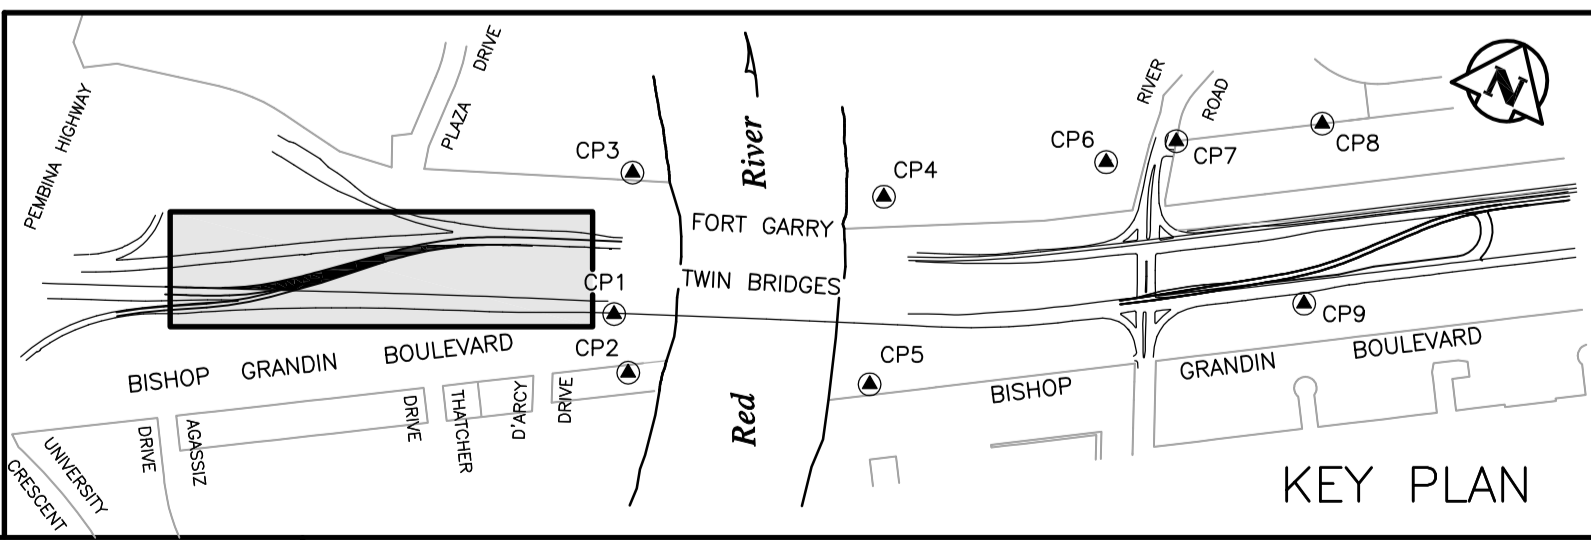 PEMBINA HIGHWAY
PLAZA DRIVE
CP3
River
CP4
CP6
RIVER ROAD
CP7
CP8
N
FORT GARRY
TWIN BRIDGES
CP1
CP2
CP5
CP9
BISHOP GRANDIN BOULEVARD
BISHOP GRANDIN BOULEVARD
Red
UNIVERSITY
CRESCENT
AGASSIZ
DRIVE
THATCHER
DRIVE
D'ARCY
DRIVE
KEY PLAN